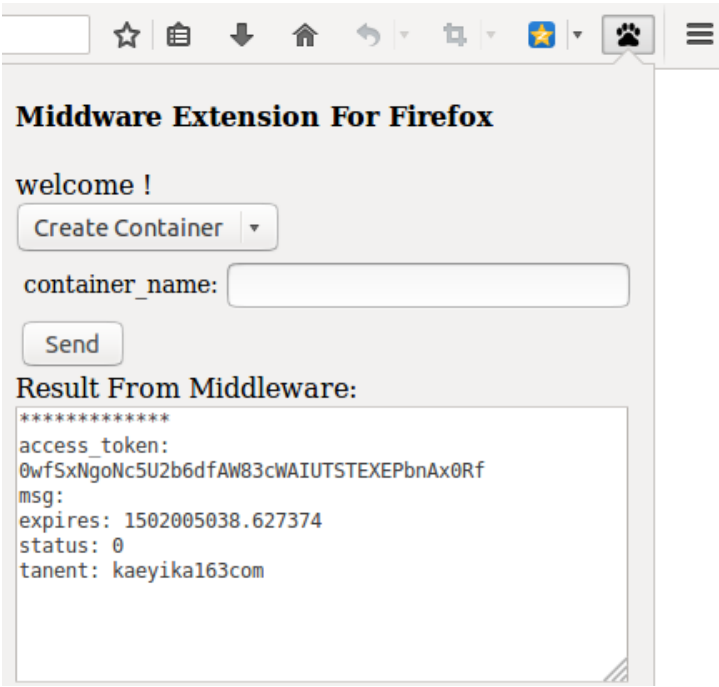 Middware Extension For Firefox
welcome !
Create Container
container_name:
Send
Result From Middleware:
*************
access_token:
0wfSxNgoNc5U2b6dfAW83cWAIUTSTEXEPbnAx0Rf
msg:
expires: 1502005038.627374
status: 0
tanent: kaeyika163com